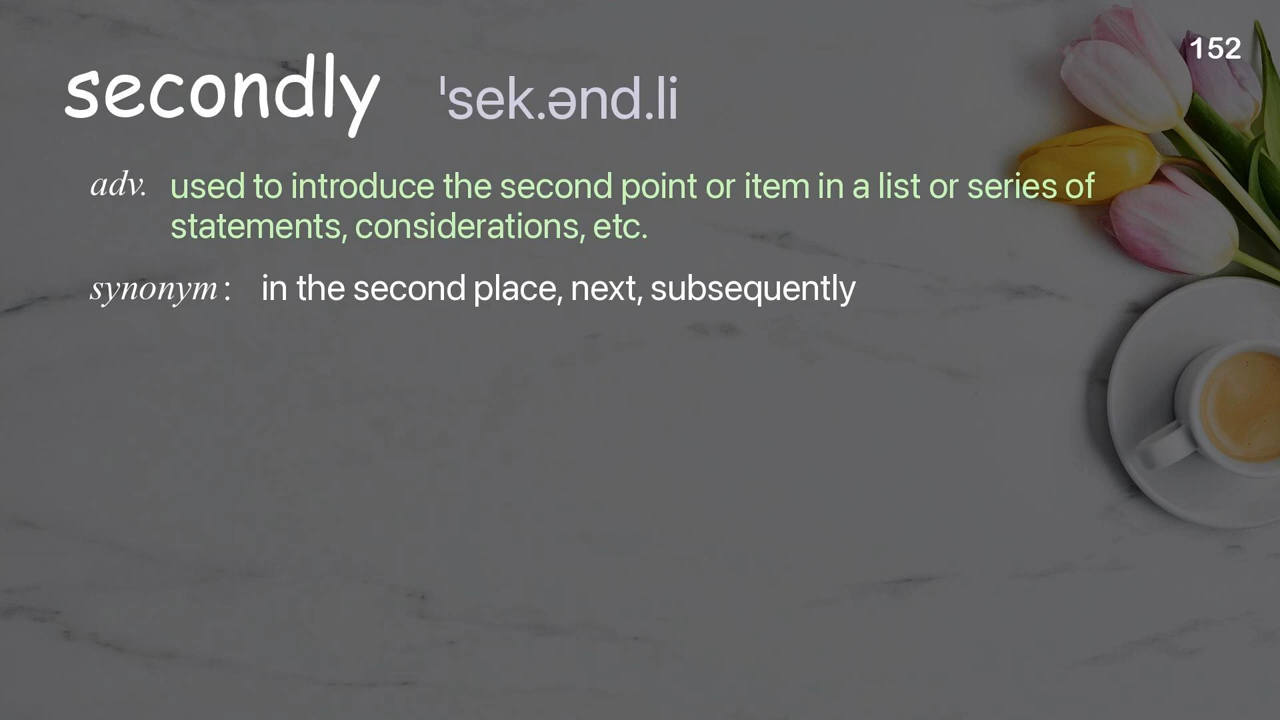 152
secondly ˈsek.ənd.li
adv. used to introduce the second point or item in a list or series of
statements, considerations, etc.
synonym : in the second place, next, subsequently